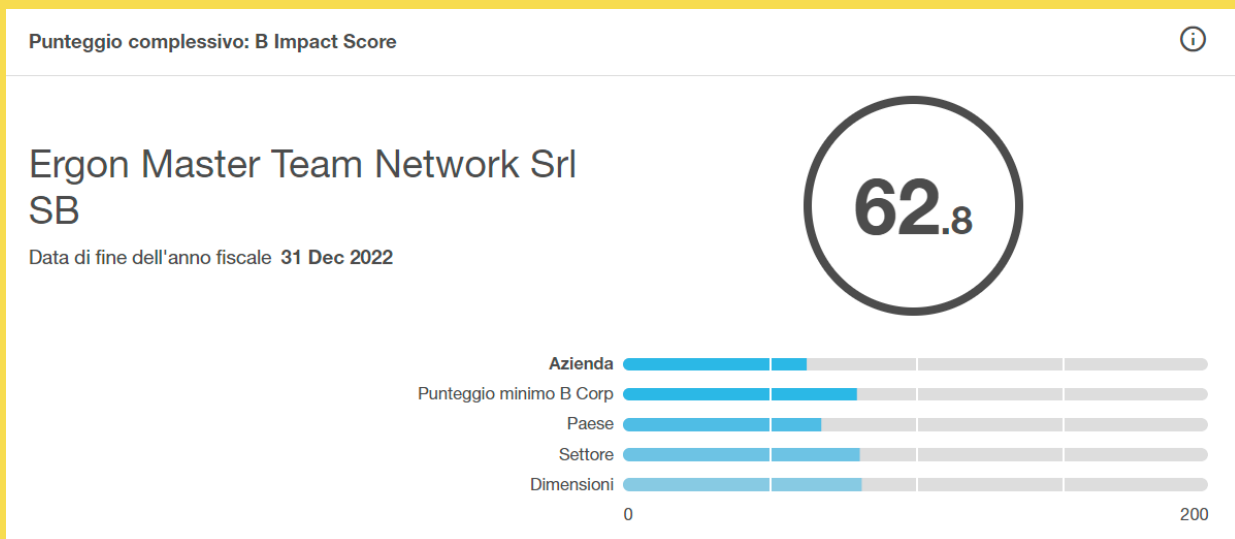 Punteggio complessivo: B Impact Score
Ergon Master Team Network Srl
SB
Data di fine dell'anno fiscale 31 Dec 2022
62.8
Azienda
Punteggio minimo B Corp
Paese
Settore
Dimensioni
0 200